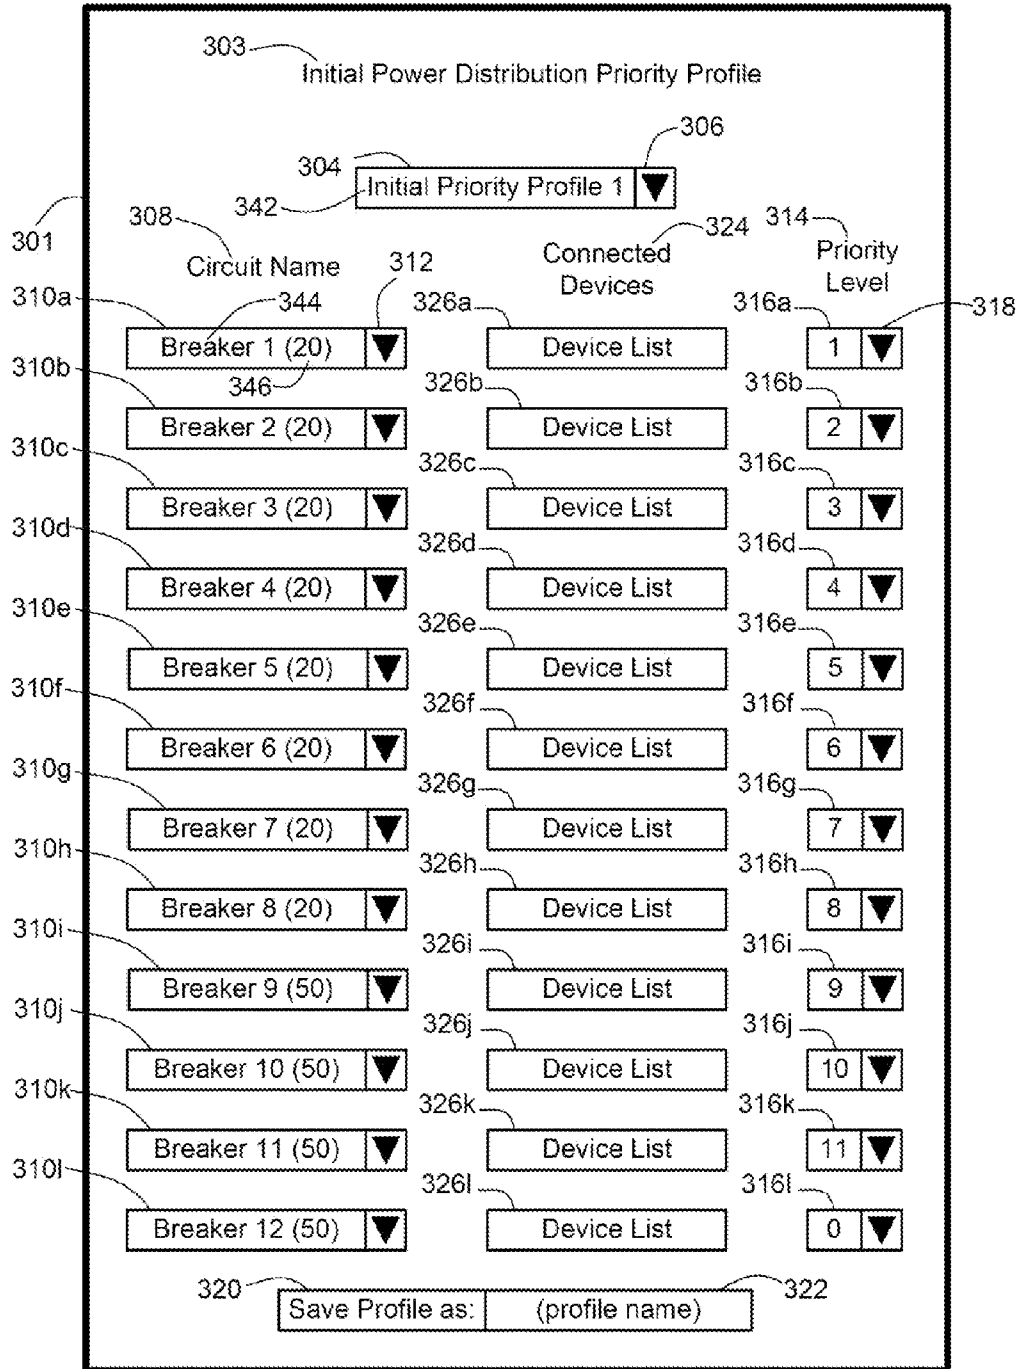 303
Initial Power Distribution Priority Profile
306
304
Initial Priority Profile 1
342
308
324
314
301
Circuit Name
312
Connected
Devices
Priority
Level
310a
344
326a
316a
318
Breaker 1 (20)
Device List
1
310b
346
326b
316b
Breaker 2 (20)
Device List
2
310c
326c
316c
Breaker 3 (20)
Device List
3
310d
326d
316d
Breaker 4 (20)
Device List
4
310e
326e
316e
Breaker 5 (20)
Device List
5
310f
326f
316f
Breaker 6 (20)
Device List
6
310g
326g
316g
Breaker 7 (20)
Device List
7
310h
326h
316h
Breaker 8 (20)
Device List
8
310i
326i
316i
Breaker 9 (50)
Device List
9
310j
326j
316j
Breaker 10 (50)
Device List
10
310k
326k
316k
Breaker 11 (50)
Device List
11
310l
326l
316l
Breaker 12 (50)
Device List
0
320
322
Save Profile as:
(profile name)